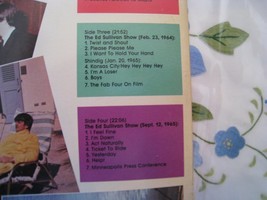 Side Three (21:52)
The Ed Sullivan Show (Feb. 23, 1964):
1. Twist and Shout
2. Please Please Me
3. I Want to Hold Your Hand
Shindig (Jan. 20, 1965):
4. Kansas City-Hey Hey Hey Hey
5. I'm A Loser
6. Boys
7. The Fab Four On Film
Side Four (22:56)
The Ed Sullivan Show (Sept. 12, 1965):
1. I Feel Fine
2. I'm Down
3. Act Naturally
4. Ticket To Ride
5. Yesterday
6. Help!
7. Minneapolis Press Conference